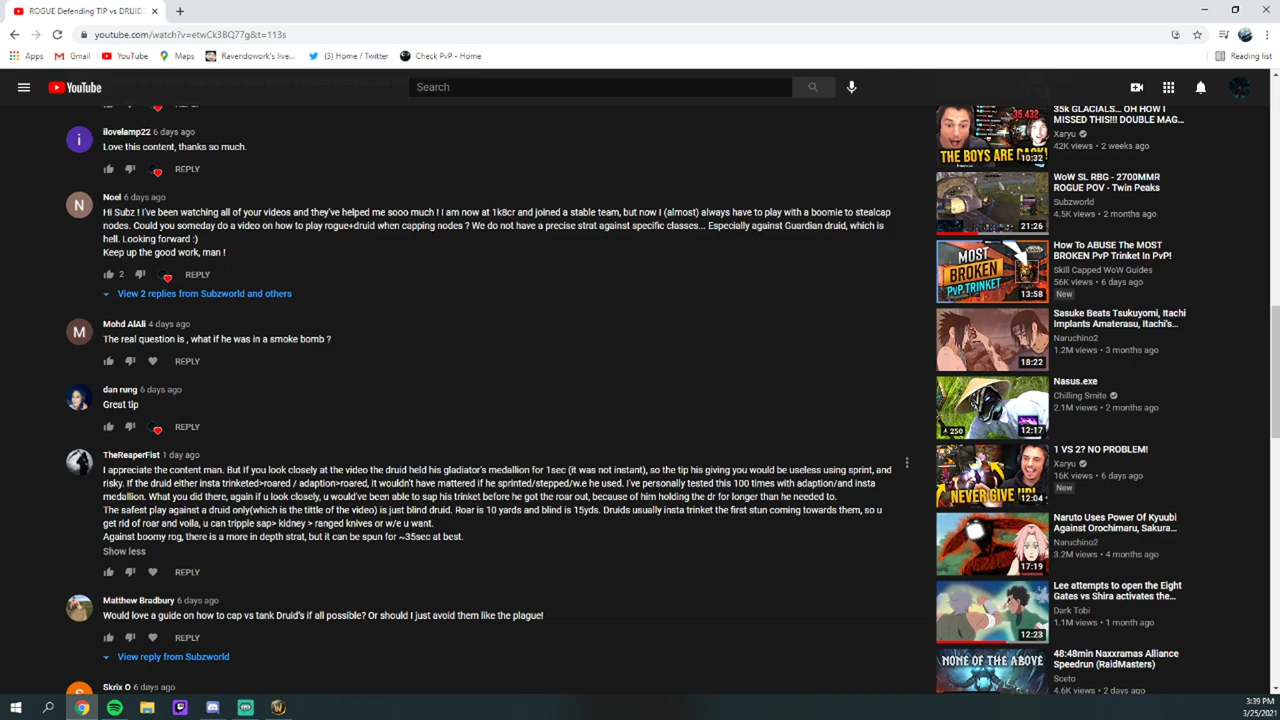 ROGUE Defending TIP vs DRUID
youtube.com/watch?v=etwCk3BQ77g&t=113s
Apps
Gmail
YouTube
Maps
Ravendowork's live...
(3) Home / Twitter
Check PvP - Home
Reading list
YouTube
Search
ilovelamp22 6 days ago
Love this content, thanks so much.
REPLY
Noel 6 days ago
Hi Subz ! I've been watching all of your videos and they've helped me sooo much ! I am now at 1k8cr and joined a stable team, but now I (almost) always have to play with a boomie to stealcap
nodes. Could you someday do a video on how to play rogue+druid when capping nodes ? We do not have a precise strat against specific classes... Especially against Guardian druid, which is
hell. Looking forward :)
Keep up the good work, man !
2 REPLY
View 2 replies from Subzworld and others
Mohd AlAli 4 days ago
The real question is , what if he was in a smoke bomb ?
REPLY
dan rung 6 days ago
Great tip
REPLY
TheReaperFist 1 day ago
I appreciate the content man. But If you look closely at the video the druid held his gladiator's medallion for 1sec (it was not instant), so the tip his giving you would be useless using sprint, and
risky. If the druid either insta trinketed>roared / adaption>roared, it wouldn't have mattered if he sprinted/stepped/w.e he used. I've personally tested this 100 times with adaption/and insta
medallion. What you did there, again if u look closely, u would've been able to sap his trinket before he got the roar out, because of him holding the dr for longer than he needed to.
The safest play against a druid only(which is the tittle of the video) is just blind druid. Roar is 10 yards and blind is 15yds. Druids usually insta trinket the first stun coming towards them, so u
get rid of roar and voila, u can tripple sap> kidney > ranged knives or w/e u want.
Against boomy rog, there is a more in depth strat, but it can be spun for ~35sec at best.
Show less
REPLY
Matthew Bradbury 6 days ago
Would love a guide on how to cap vs tank Druid's if all possible? Or should I just avoid them like the plague!
REPLY
View reply from Subzworld
Skrix O 6 days ago
35k GLACIALS... OH HOW I
MISSED THIS!!! DOUBLE MAG...
Xaryu
42K views • 2 weeks ago
35.432
THE BOYS ARE BACK!
10:32
WoW SL RBG - 2700MMR
ROGUE POV - Twin Peaks
Subzworld
4.5K views • 2 days ago
21:26
How To ABUSE The MOST
BROKEN PvP Trinket In PvP!
Skill Capped WoW Guides
56K views • 6 days ago
New
MOST
BROKEN
PVP TRINKET
13:58
Sasuke Beats Tsukuyomi, Itachi
Implants Amaterasu, Itachi's...
Naruchino2
1.2M views • 3 months ago
18:22
Nasus.exe
Chilling Smite
2.1M views • 2 months ago
250
12:17
1 VS 2? NO PROBLEM!
Xaryu
16K views • 6 days ago
New
NEVER GIVE UP!
12:04
Naruto Uses Power Of Kyuubi
Against Orochimaru, Sakura...
Naruchino2
3.2M views • 4 months ago
17:19
Lee attempts to open the Eight
Gates vs Shira activates the...
Dark Tobi
1.1M views • 1 month ago
12:23
48:48min Naxxramas Alliance
Speedrun (RaidMasters)
Sceto
4.6K views • 2 days ago
NONE OF THE ABOVE
3:39 PM
3/25/2021